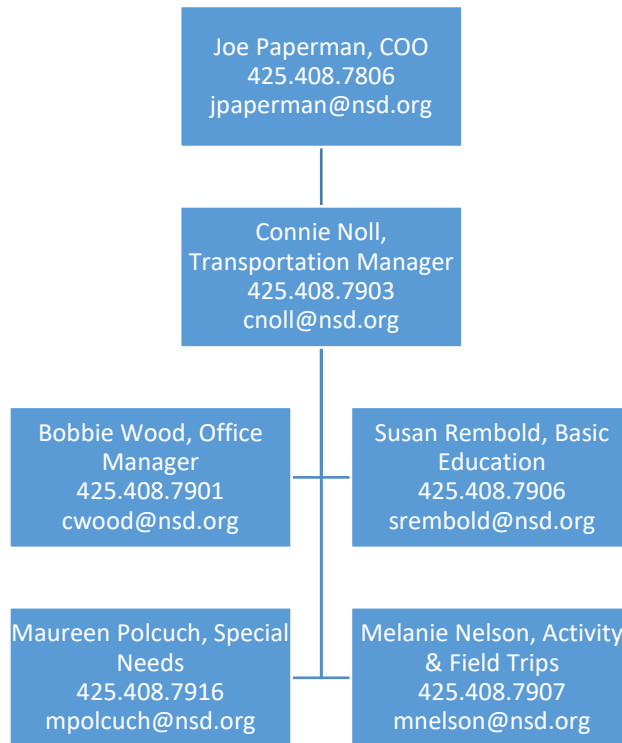 Joe Paperman, COO
425.408.7806
jpaperman@nsd.org
Connie Noll,
Transportation Manager
425.408.7903
cnoll@nsd.org
Bobbie Wood, Office
Manager
425.408.7901
cwood@nsd.org
Susan Rembold, Basic
Education
425.408.7906
srembold@nsd.org
Maureen Polcuch, Special
Needs
425.408.7916
mpolcuch@nsd.org
Melanie Nelson, Activity
& Field Trips
425.408.7907
mnelson@nsd.org